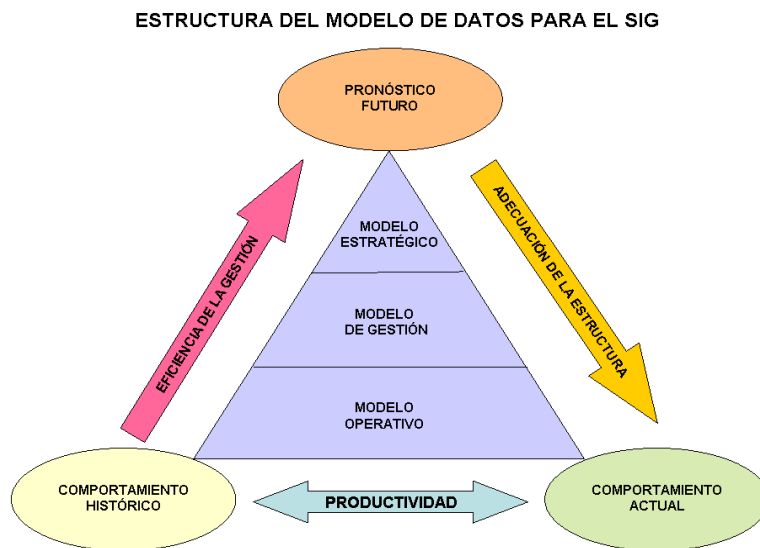 ESTRUCTURA DEL MODELO DE DATOS PARA EL SIG
PRONÓSTICO
FUTURO
MODELO
ESTRATÉGICO
EFICIENCIA DE LA GESTIÓN
ADECUACIÓN DE LA ESTRUCTURA
MODELO
DE GESTIÓN
MODELO
OPERATIVO
COMPORTAMIENTO
HISTÓRICO
PRODUCTIVIDAD
COMPORTAMIENTO
ACTUAL